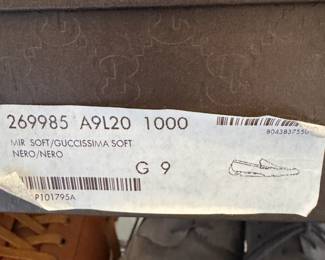 269985 A9L20 1000
MIR SOFT/GUCCISSIMA SOFT
NERO/NERO
G 9
P101795A